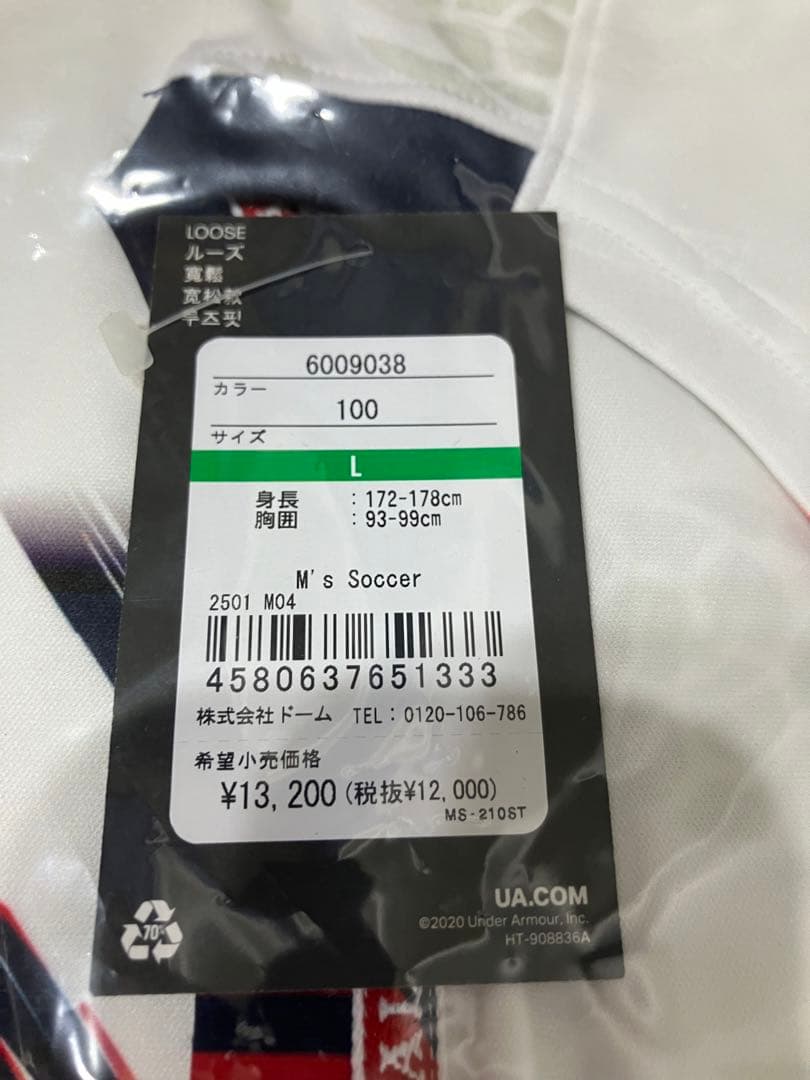 LOOSE
ルーズ
寬鬆
宽松款
루즈핏
6009038
カラー
100
サイズ
L
身長 : 172-178cm
胸囲 : 93-99cm
M's Soccer
2501 M04
4580637651333
株式会社ドーム TEL: 0120-106-786
希望小売価格
¥13,200 (税抜¥12,000)
MS-210ST
70%
UA.COM
©2020 Under Armour, Inc.
HT-908836A